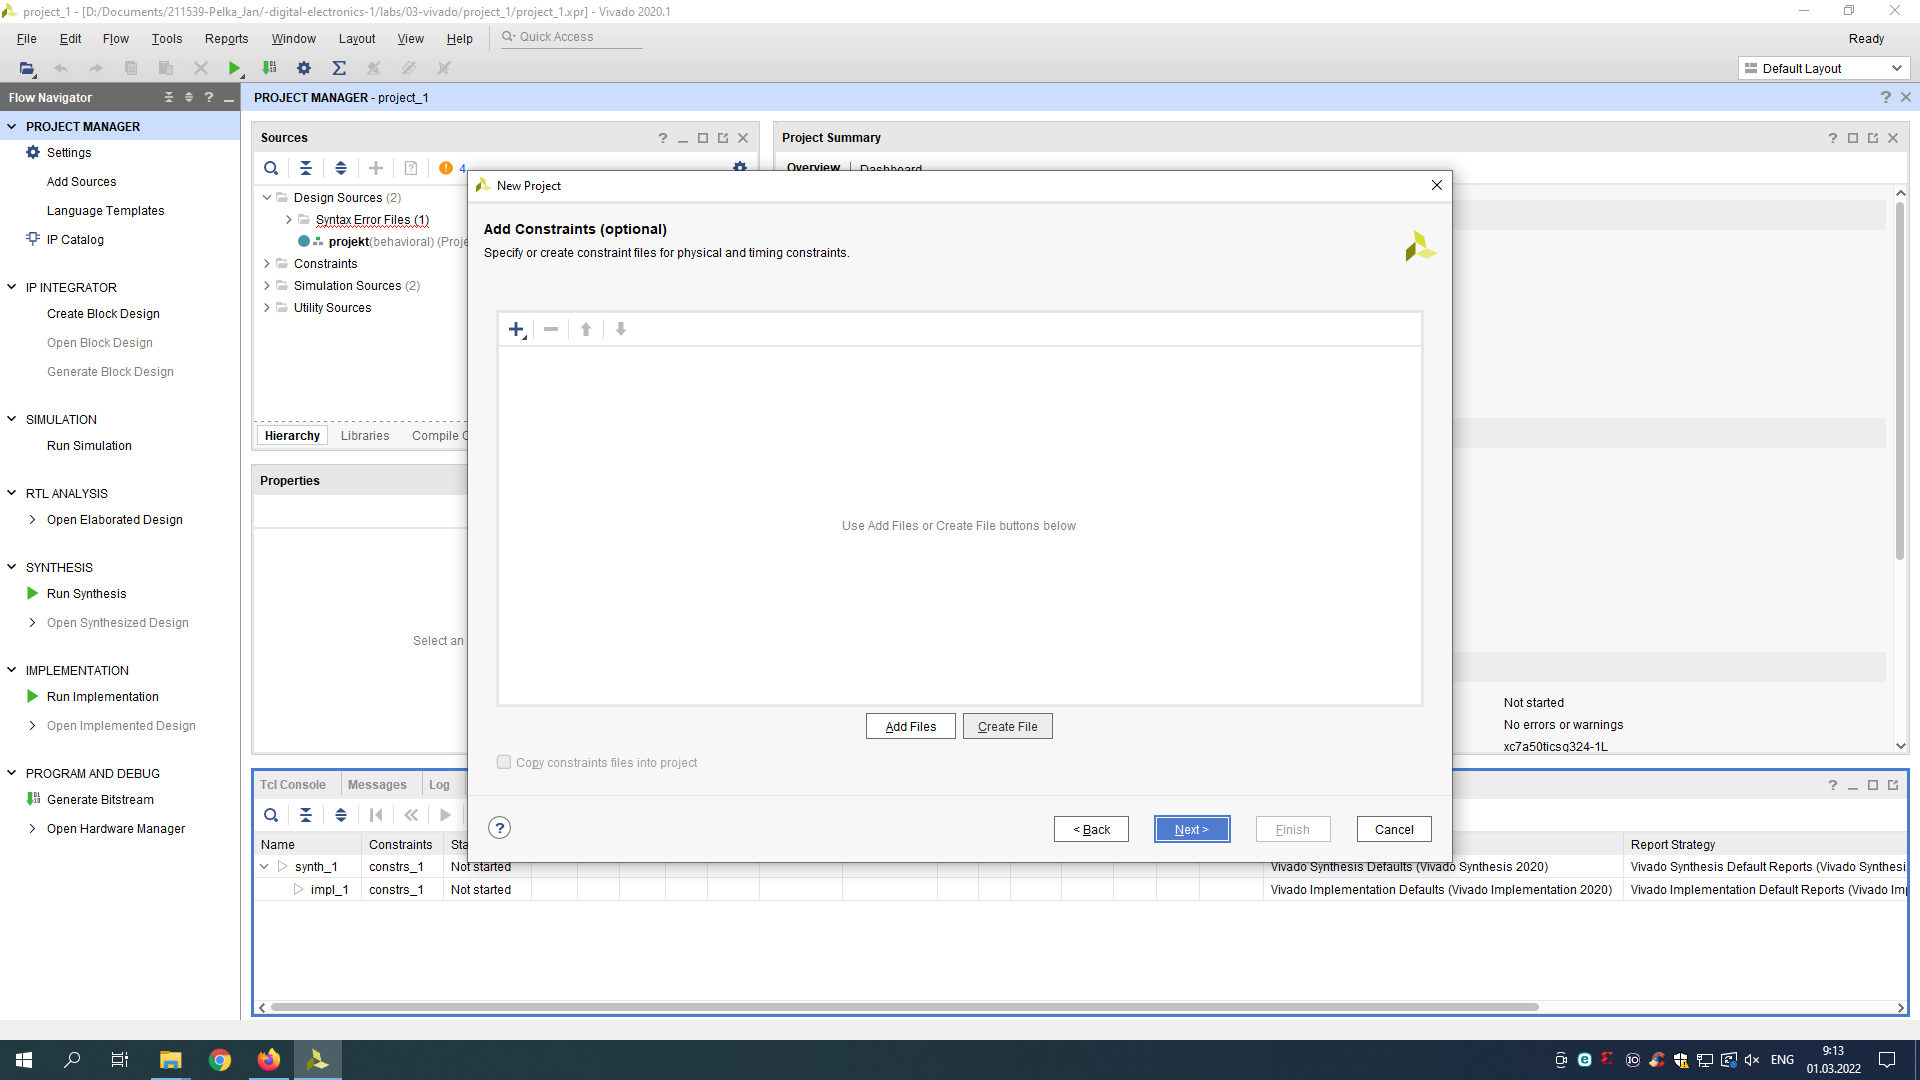 project_1 - [D:/Documents/211539-Pelka_Jan/-digital-electronics-1/labs/03-vivado/project_1/project_1.xpr] - Vivado 2020.1
File Edit Flow Tools Reports Window Layout View Help Quick Access Ready
Default Layout
Flow Navigator
PROJECT MANAGER - project_1
PROJECT MANAGER
Settings
Add Sources
Language Templates
IP Catalog
IP INTEGRATOR
Create Block Design
Open Block Design
Generate Block Design
SIMULATION
Run Simulation
RTL ANALYSIS
Open Elaborated Design
SYNTHESIS
Run Synthesis
Open Synthesized Design
IMPLEMENTATION
Run Implementation
Open Implemented Design
PROGRAM AND DEBUG
Generate Bitstream
Open Hardware Manager
Sources
4
Design Sources (2)
Syntax Error Files (1)
projekt(behavioral) (Proje
Constraints
Simulation Sources (2)
Utility Sources
Hierarchy Libraries Compile
Properties
Select an
Project Summary
Overview Dashboard
Not started
No errors or warnings
xc7a50ticsg324-1L
New Project
Add Constraints (optional)
Specify or create constraint files for physical and timing constraints.
Use Add Files or Create File buttons below
Add Files Create File
Copy constraints files into project
? < Back Next > Finish Cancel
Tcl Console Messages Log
Name Constraints Sta Report Strategy
synth_1 constrs_1 Not started Vivado Synthesis Defaults (Vivado Synthesis 2020) Vivado Synthesis Default Reports (Vivado Synthesi
impl_1 constrs_1 Not started Vivado Implementation Defaults (Vivado Implementation 2020) Vivado Implementation Default Reports (Vivado Im
ENG
9:13
01.03.2022